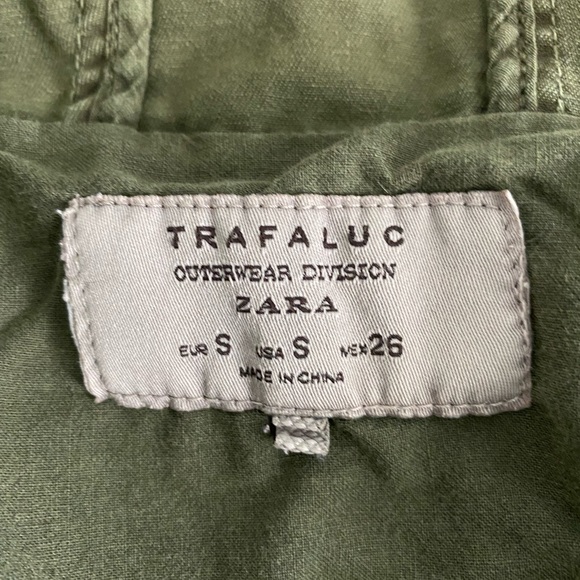 TRAFALUC
OUTERWEAR DIVISION
ZARA
EUR S USA S MEX 26
MADE IN CHINA